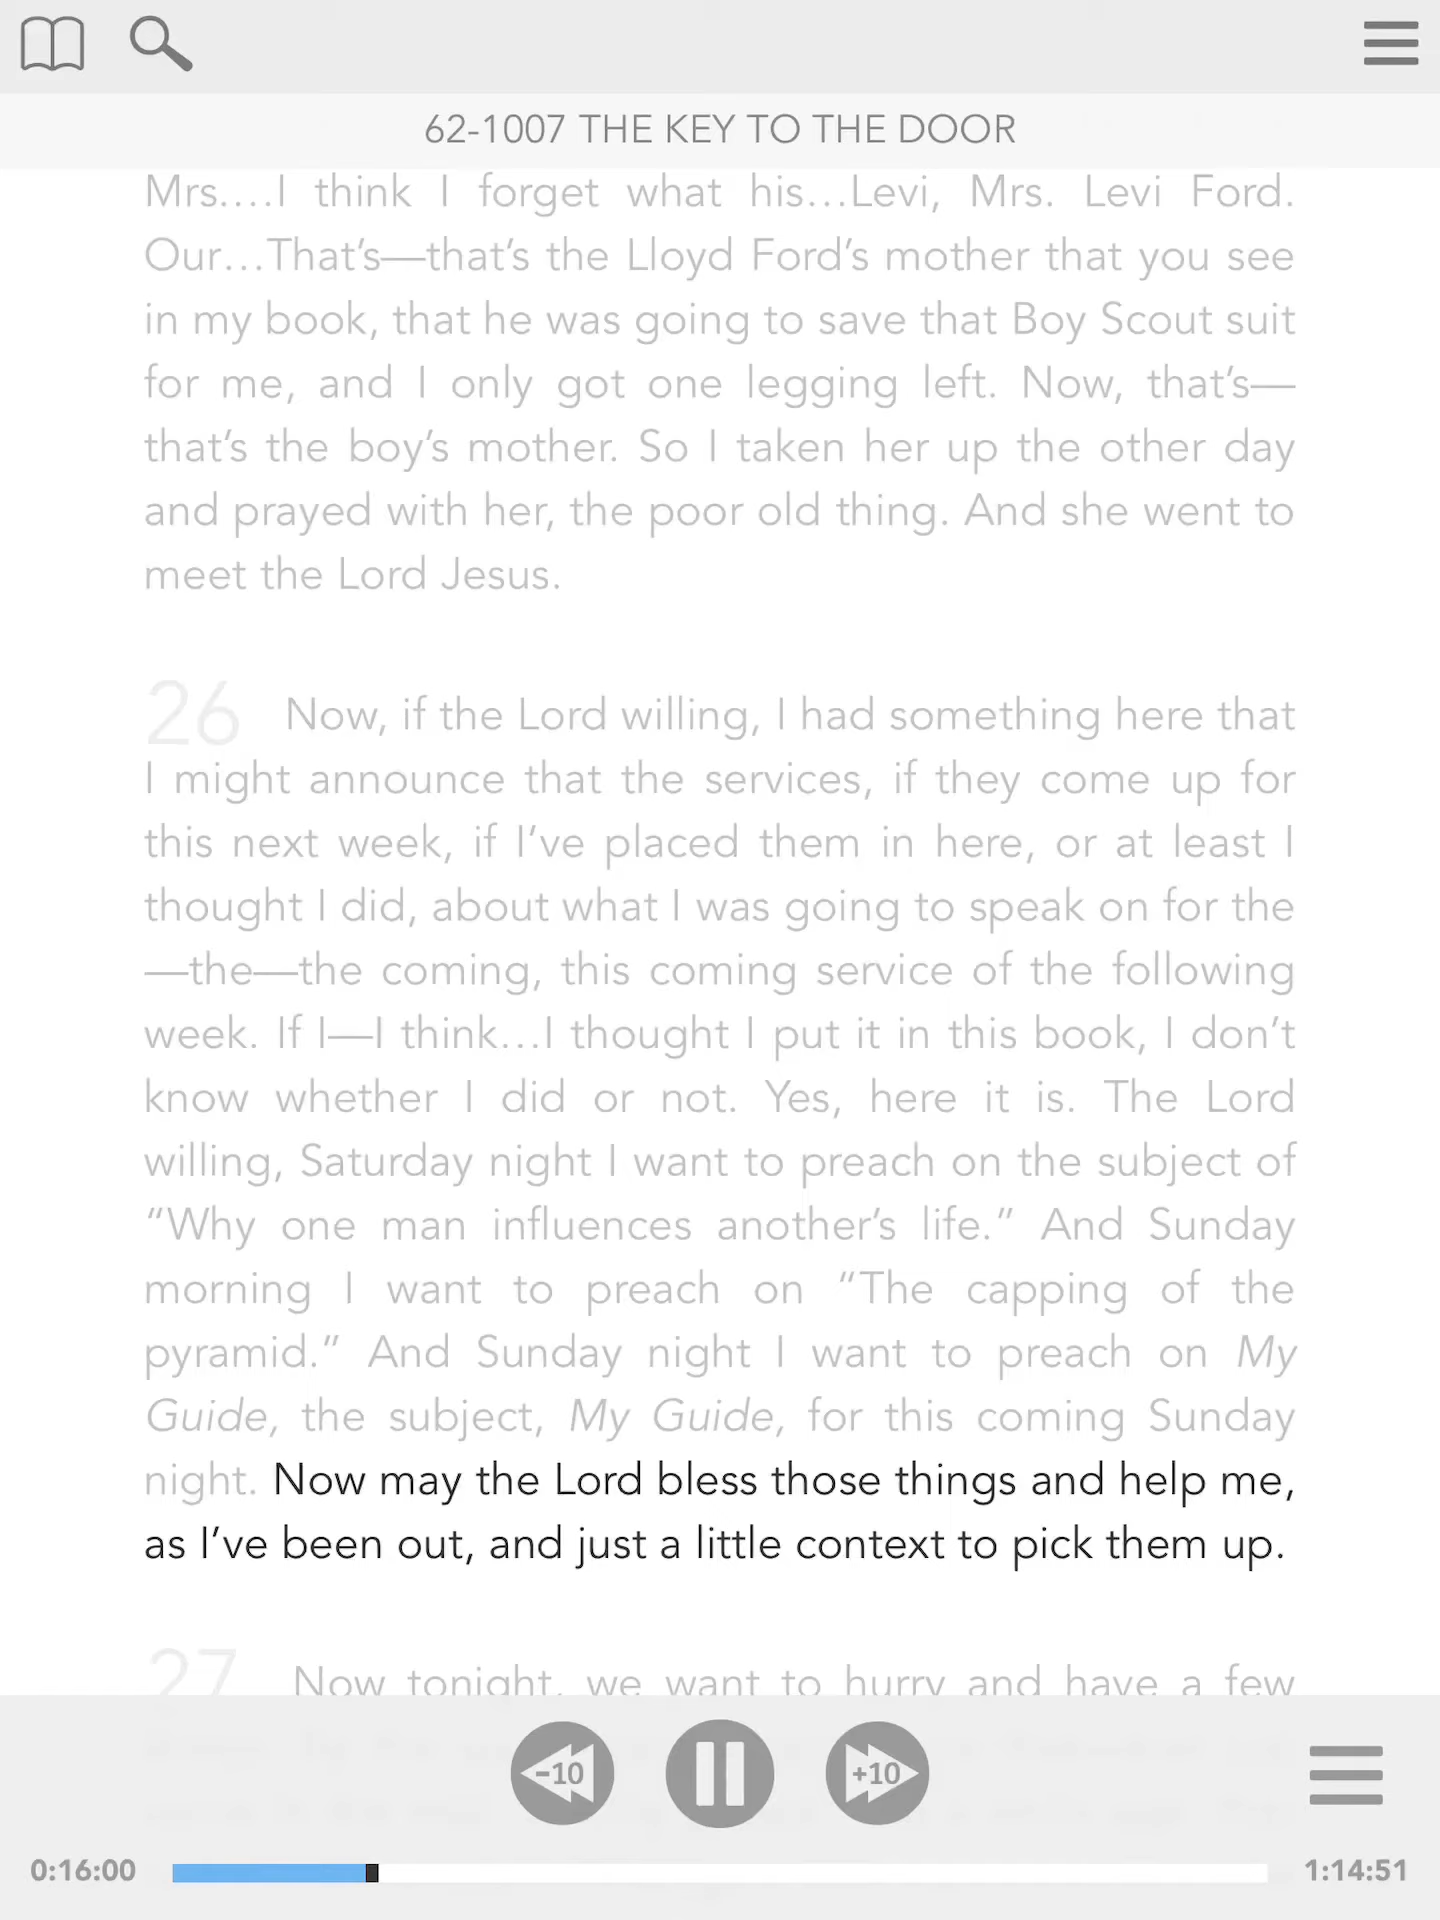 62-1007 THE KEY TO THE DOOR
Mrs.…I think I forget what his…Levi, Mrs. Levi Ford.
Our…That’s—that’s the Lloyd Ford’s mother that you see
in my book, that he was going to save that Boy Scout suit
for me, and I only got one legging left. Now, that’s—
that’s the boy’s mother. So I taken her up the other day
and prayed with her, the poor old thing. And she went to
meet the Lord Jesus.
26 Now, if the Lord willing, I had something here that
I might announce that the services, if they come up for
this next week, if I’ve placed them in here, or at least I
thought I did, about what I was going to speak on for the
—the—the coming, this coming service of the following
week. If I—I think…I thought I put it in this book, I don’t
know whether I did or not. Yes, here it is. The Lord
willing, Saturday night I want to preach on the subject of
“Why one man influences another’s life.” And Sunday
morning I want to preach on “The capping of the
pyramid.” And Sunday night I want to preach on My
Guide, the subject, My Guide, for this coming Sunday
night. Now may the Lord bless those things and help me,
as I’ve been out, and just a little context to pick them up.
27 Now tonight, we want to hurry and have a few
-10 +10
0:16:00 1:14:51